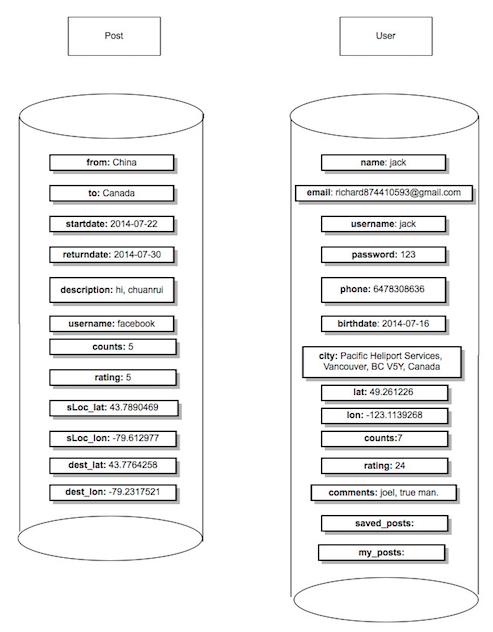 Post
from: China
to: Canada
startdate: 2014-07-22
returndate: 2014-07-30
description: hi, chuanrui
username: facebook
counts: 5
rating: 5
sLoc_lat: 43.7890469
sLoc_lon: -79.612977
dest_lat: 43.7764258
dest_lon: -79.2317521
User
name: jack
email: richard874410593@gmail.com
username: jack
password: 123
phone: 6478308636
birthdate: 2014-07-16
city: Pacific Heliport Services,
Vancouver, BC V5Y, Canada
lat: 49.261226
lon: -123.1139268
counts:7
rating: 24
comments: joel, true man.
saved_posts:
my_posts: